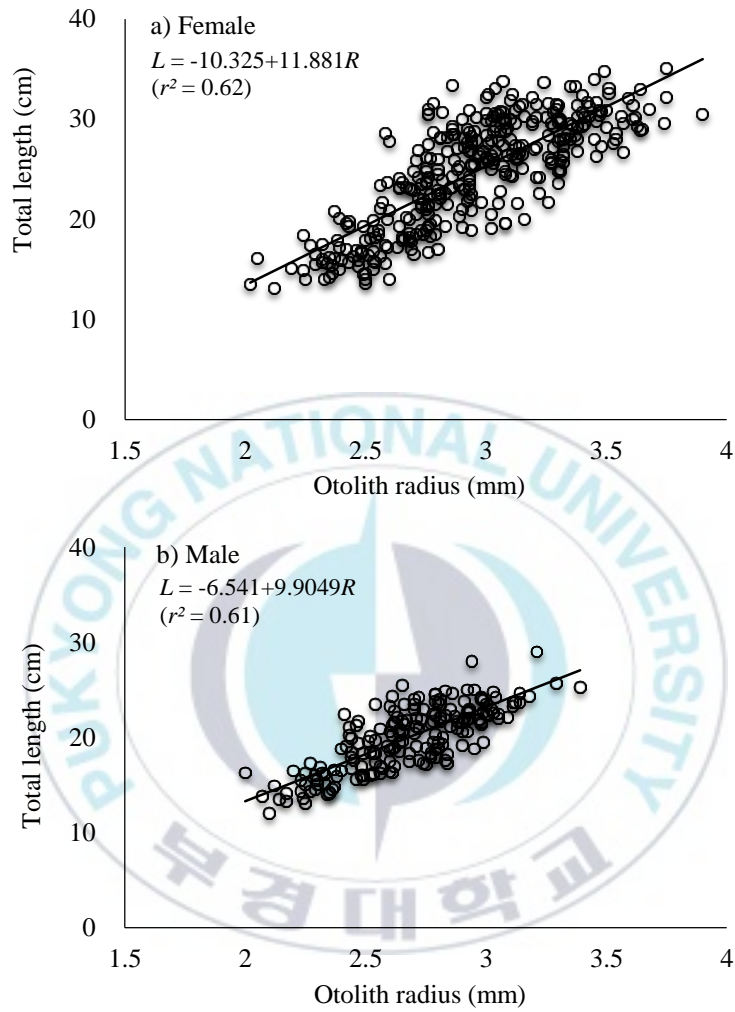 40
a) Female
L = -10.325+11.881R
(r² = 0.62)
30
20
10
0
Total length (cm)
1.5 2 2.5 3 3.5 4
Otolith radius (mm)
PUKYONG NATIONAL UNIVERSITY
40
b) Male
L = -6.541+9.9049R
(r² = 0.61)
30
20
10
0
Total length (cm)
부경대학교
1.5 2 2.5 3 3.5 4
Otolith radius (mm)